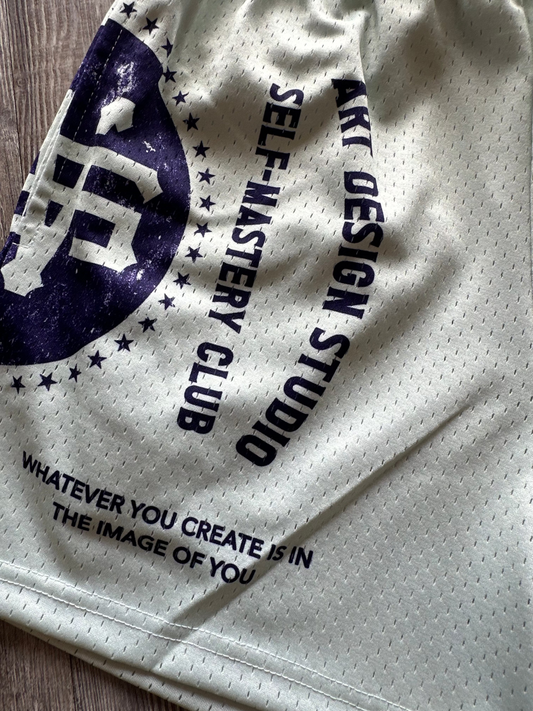 ART DESIGN STUDIO
SELF-MASTERY CLUB
WHATEVER YOU CREATE IS IN
THE IMAGE OF YOU